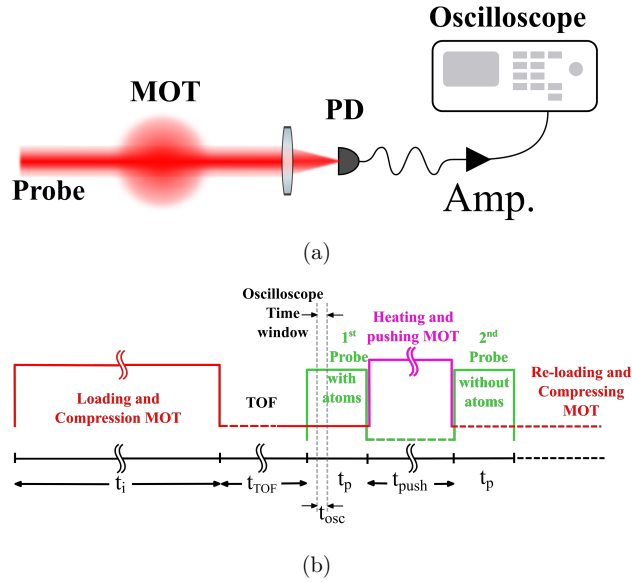 Oscilloscope
MOT
PD
Probe
Amp.
(a)
Oscilloscope
Time
window
Heating and
pushing MOT
1st
Probe
with
atoms
2nd
Probe
without
atoms
Re-loading and
Compressing
MOT
Loading and
Compression MOT
TOF
ti
tTOF
tp
tpush
tp
tosc
(b)